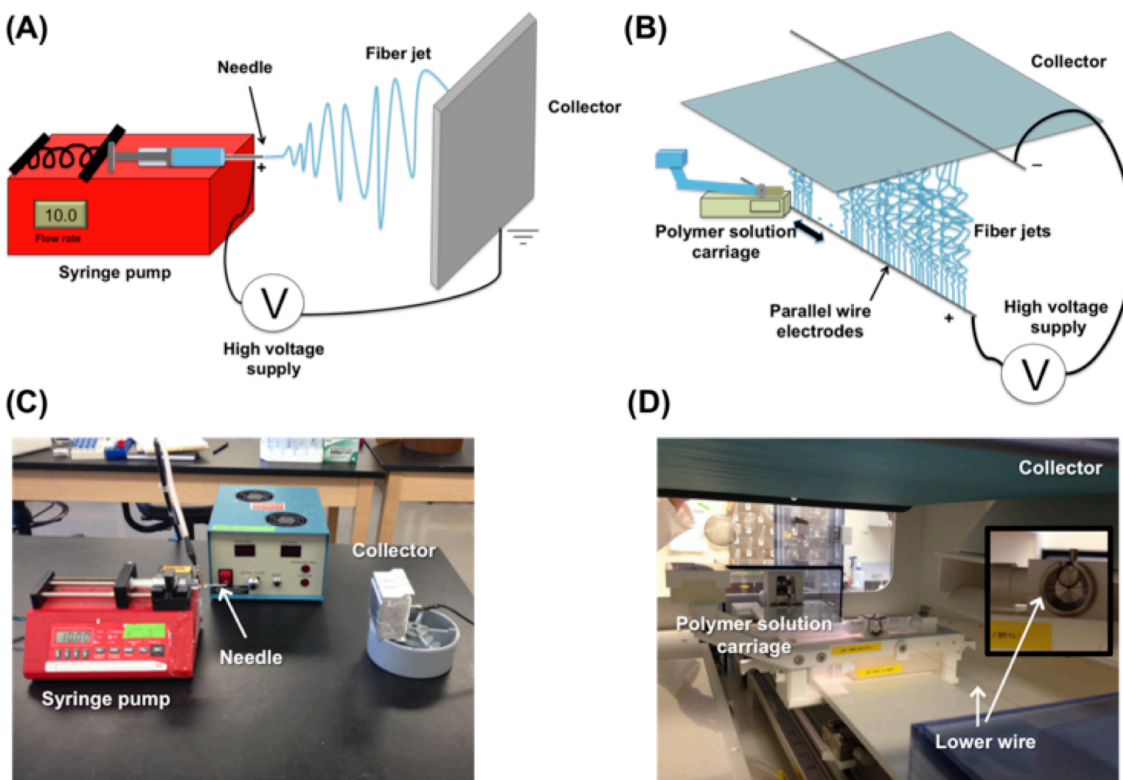 (A)
Needle
Fiber jet
Collector
+
10.0
Flow rate
Syringe pump
V
High voltage
supply
(B)
Collector
−
Polymer solution
carriage
Fiber jets
Parallel wire
electrodes
+
High voltage
supply
V
(C)
Collector
Needle
Syringe pump
(D)
Collector
Polymer solution
carriage
Lower wire